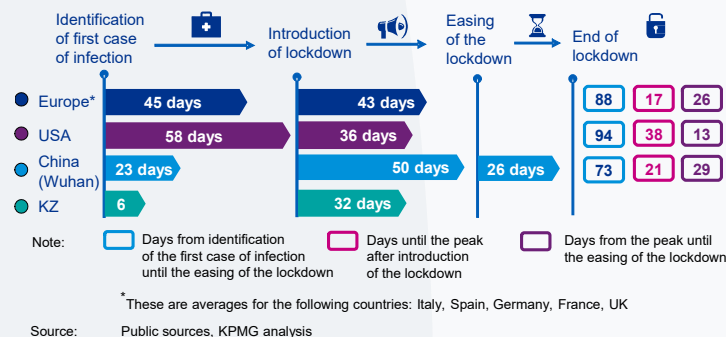 Identification
of first case
of infection
Introduction
of lockdown
Easing
of the
lockdown
End of
lockdown
Europe* 45 days 43 days 88 17 26
USA 58 days 36 days 94 38 13
China
(Wuhan) 23 days 50 days 26 days 73 21 29
KZ 6 32 days
Note:
Days from identification
of the first case of infection
until the easing of the lockdown
Days until the peak
after introduction
of the lockdown
Days from the peak until
the easing of the lockdown
*These are averages for the following countries: Italy, Spain, Germany, France, UK
Source: Public sources, KPMG analysis